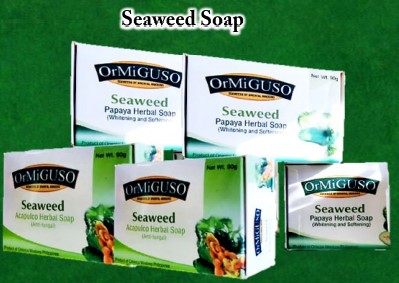 Seaweed Soap
OrMiGUSO
Seaweed
Papaya Herbal Soap
(Whitening and Softening)
OrMiGUSO
Net Wt. 90g
Seaweed
Papaya Herbal Soap
(Whitening and Softening)
OrMiGUSO
Net Wt. 90g
Seaweed
Acapulco Herbal Soap
(Anti-fungal)
OrMiGUSO
Net Wt. 90g
Seaweed
Acapulco Herbal Soap
(Anti-fungal)
ORMIGUSO
OrMiGUSO
Seaweed
Papaya Herbal Soap
(Whitening and Softening)